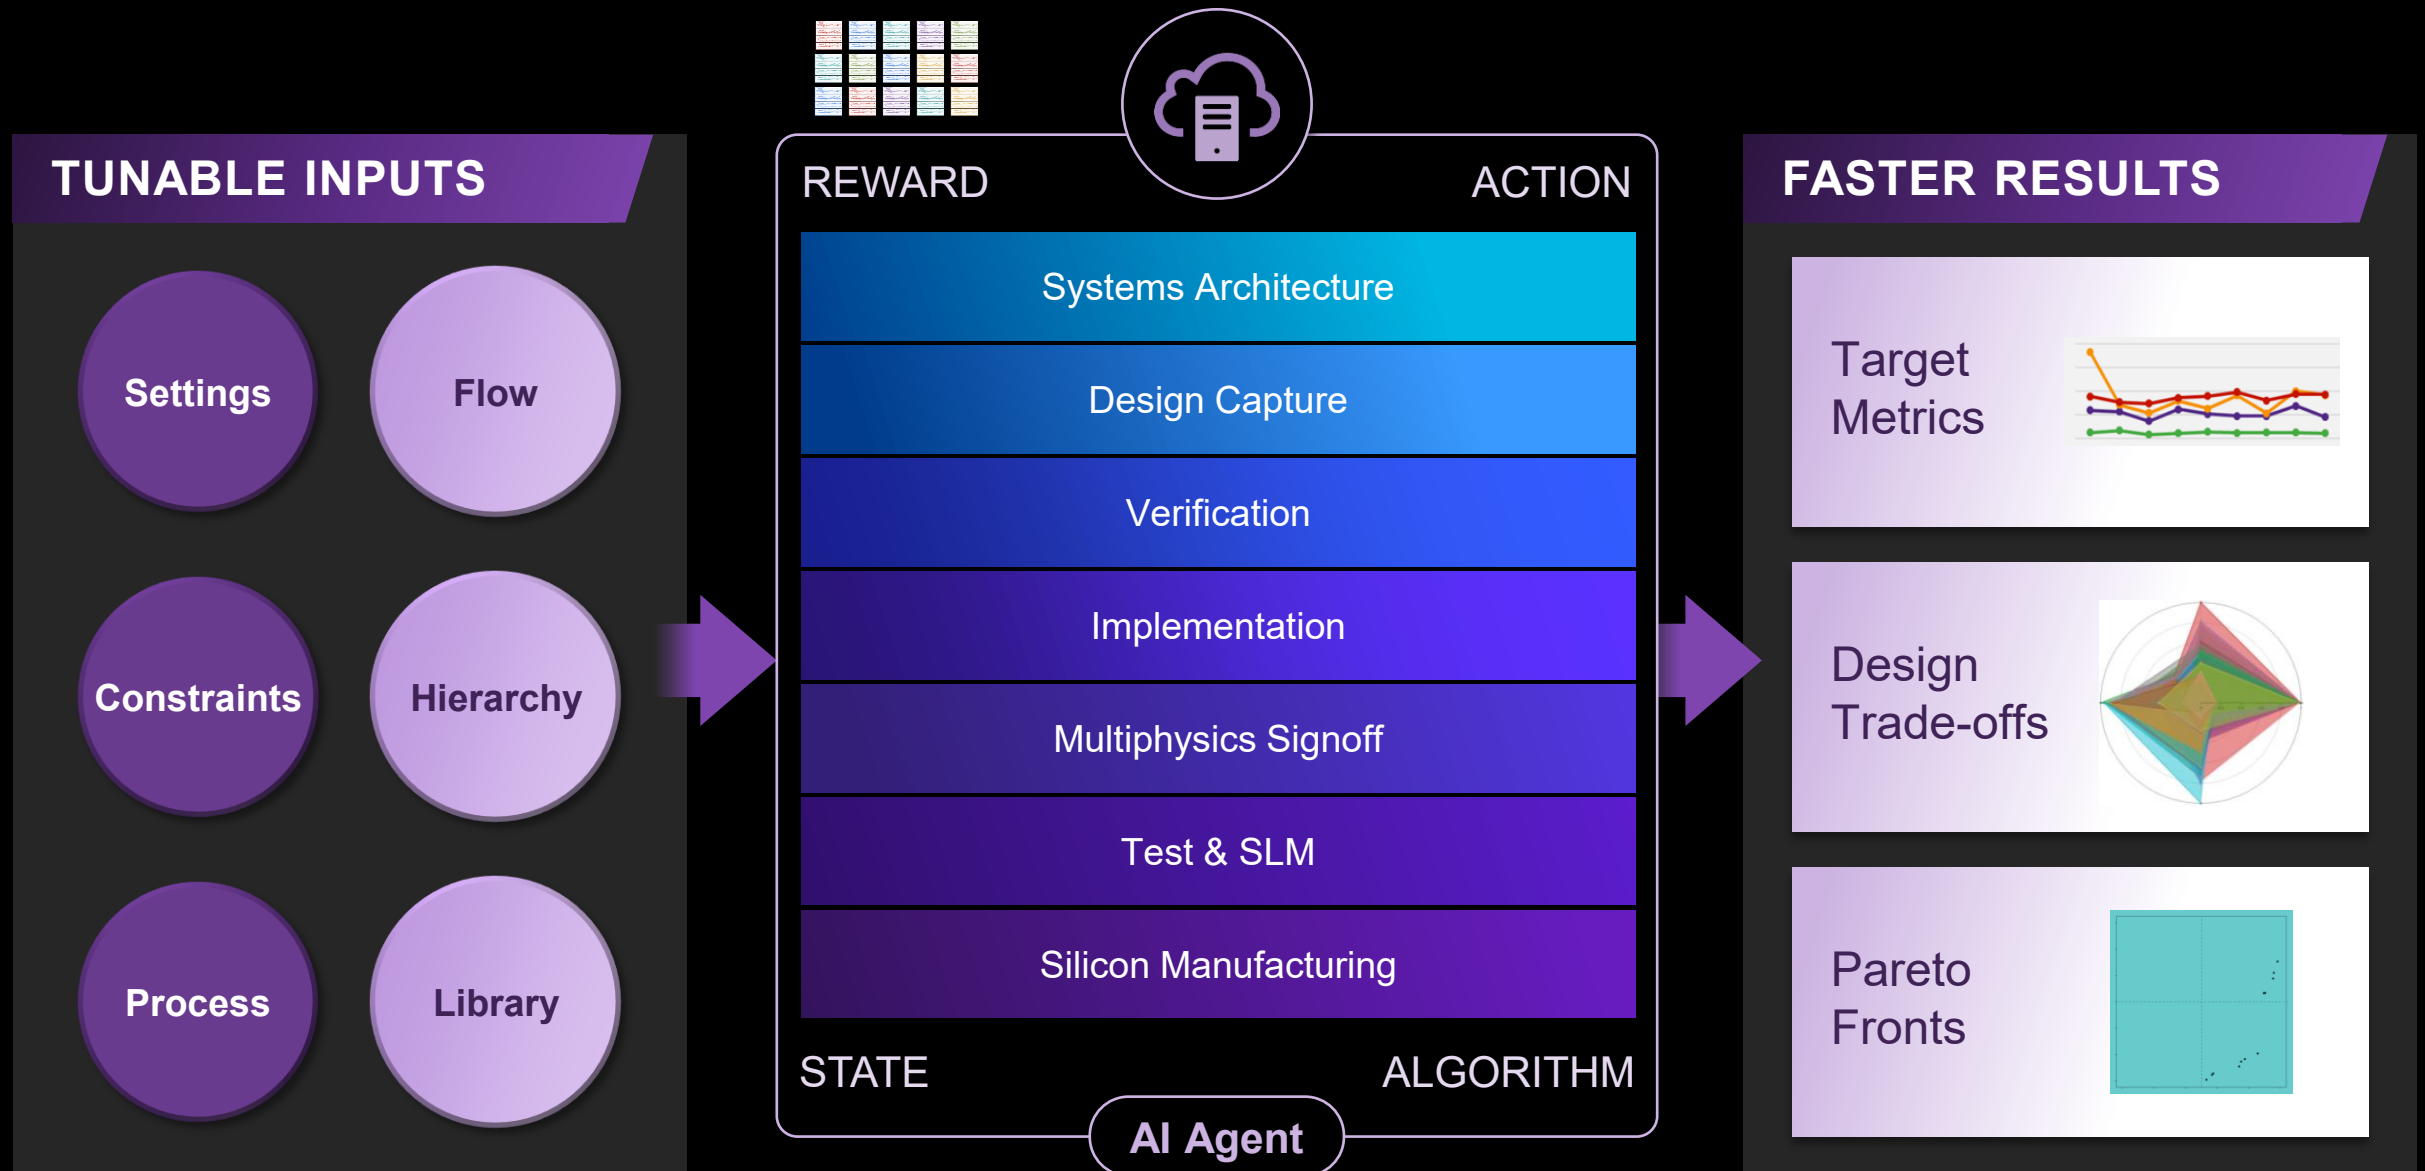 TUNABLE INPUTS
Settings
Flow
Constraints
Hierarchy
Process
Library
REWARD
ACTION
Systems Architecture
Design Capture
Verification
Implementation
Multiphysics Signoff
Test & SLM
Silicon Manufacturing
STATE
ALGORITHM
AI Agent
FASTER RESULTS
Target
Metrics
Design
Trade-offs
Pareto
Fronts